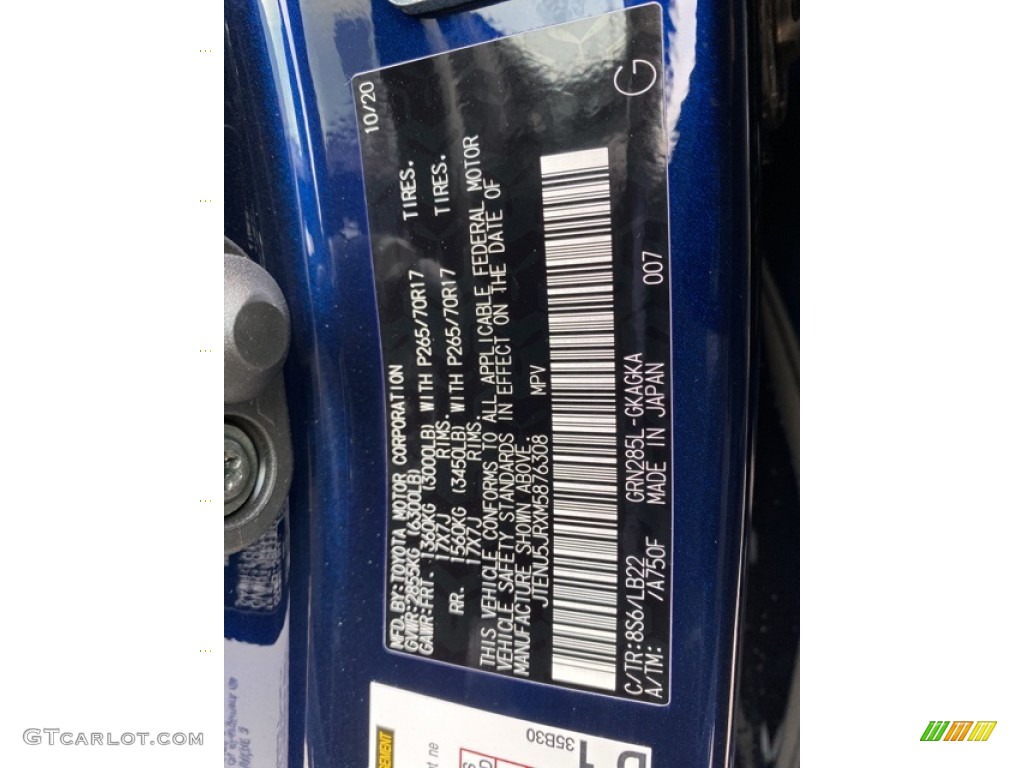 10/20
MFD.BY:TOYOTA MOTOR CORPORATION
GVWR:2855KG (6300LB)
GAWR:FRT. 1360KG (3000LB) WITH P265/70R17 TIRES.
17X7J RIMS.
RR. 1560KG (3450LB) WITH P265/70R17 TIRES.
17X7J RIMS.
THIS VEHICLE CONFORMS TO ALL APPLICABLE FEDERAL MOTOR
VEHICLE SAFETY STANDARDS IN EFFECT ON THE DATE OF
MANUFACTURE SHOWN ABOVE.
JTENU5JRXM5876308 MPV
C/TR:8S6/LB22 GRN285L-GKAGKA 007 G
A/TM: /A750F MADE IN JAPAN
35B30
GTCarlot.com